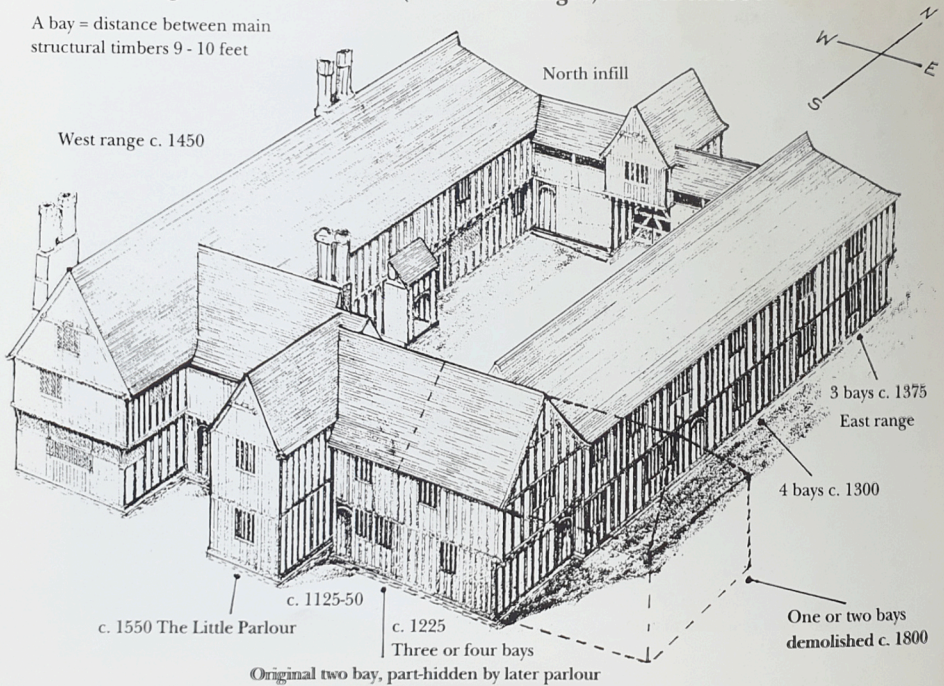 A bay = distance between main
structural timbers 9 - 10 feet
North infill
N
W
E
S
West range c. 1450
3 bays c. 1375
East range
4 bays c. 1300
One or two bays
demolished c. 1800
c. 1125-50
c. 1550 The Little Parlour
c. 1225
Three or four bays
Original two bay, part-hidden by later parlour